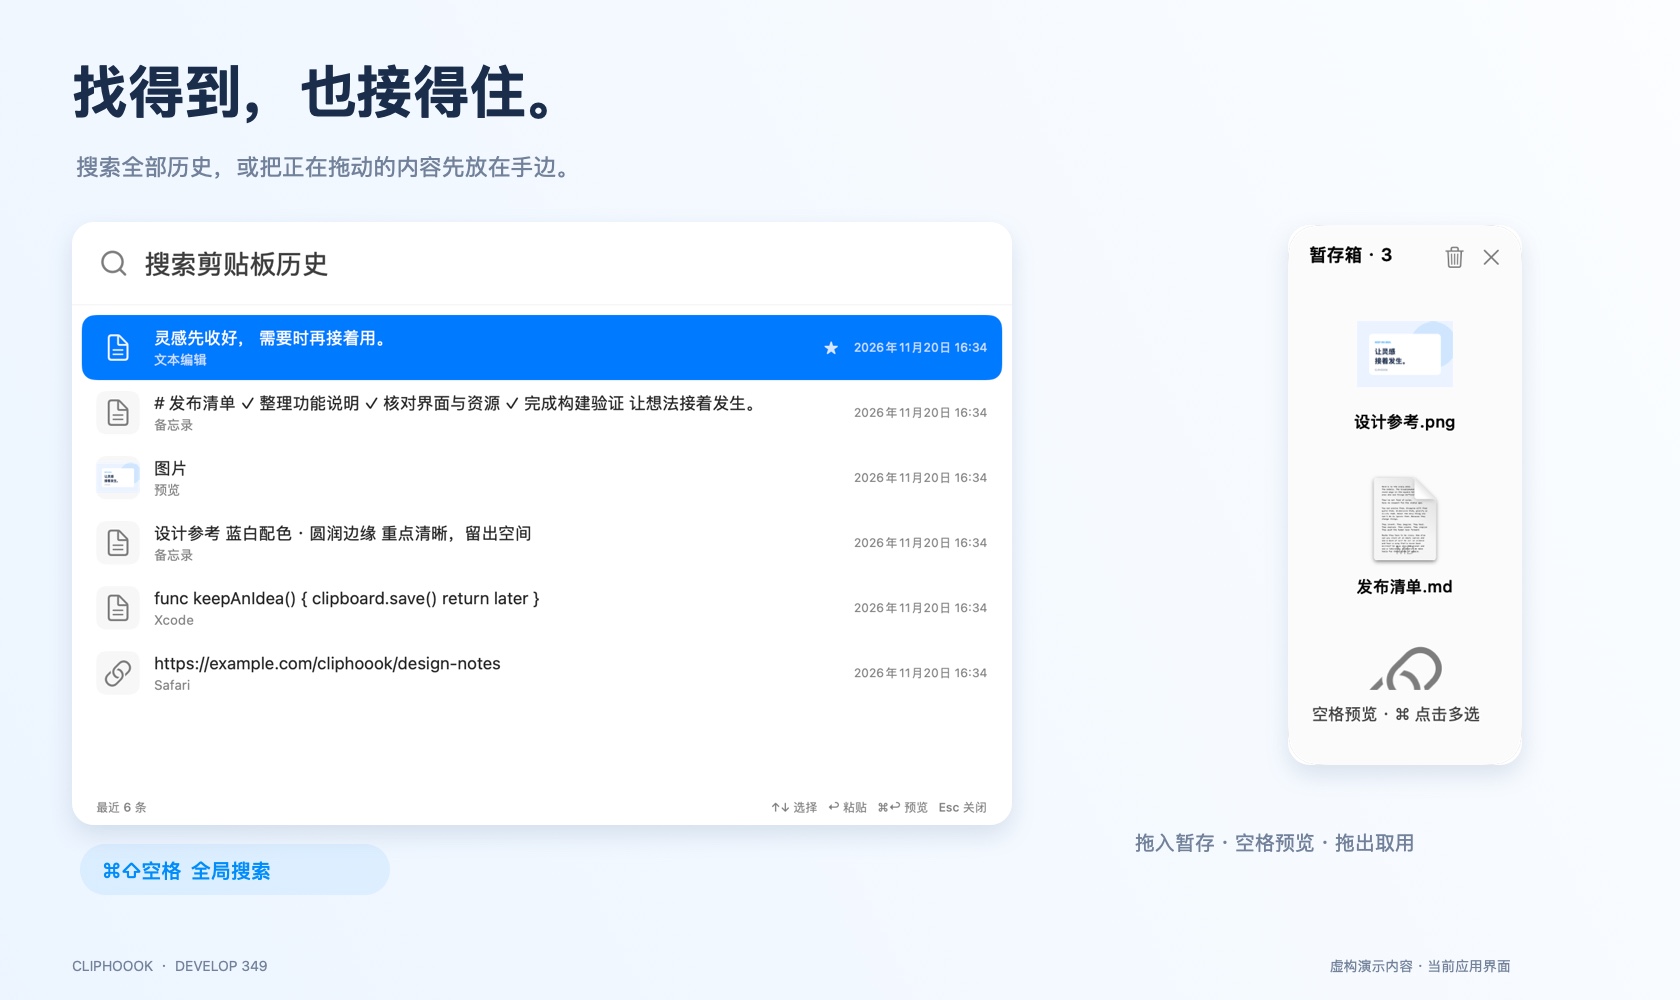 找得到，也接得住。
搜索全部历史，或把正在拖动的内容先放在手边。
搜索剪贴板历史
灵感先收好， 需要时再接着用。
文本编辑
★ 2026年11月20日 16:34
# 发布清单 ✓ 整理功能说明 ✓ 核对界面与资源 ✓ 完成构建验证 让想法接着发生。
备忘录
2026年11月20日 16:34
图片
预览
2026年11月20日 16:34
设计参考 蓝白配色 · 圆润边缘 重点清晰，留出空间
备忘录
2026年11月20日 16:34
func keepAnIdea() { clipboard.save() return later }
Xcode
2026年11月20日 16:34
https://example.com/cliphoook/design-notes
Safari
2026年11月20日 16:34
最近 6 条
↑↓ 选择 ↩ 粘贴 ⌘↩ 预览 Esc 关闭
⌘⇧空格 全局搜索
暂存箱 · 3
让灵感
接着发生。
设计参考.png
发布清单.md
空格预览 · ⌘ 点击多选
拖入暂存 · 空格预览 · 拖出取用
CLIPHOOOK · DEVELOP 349
虚构演示内容 · 当前应用界面